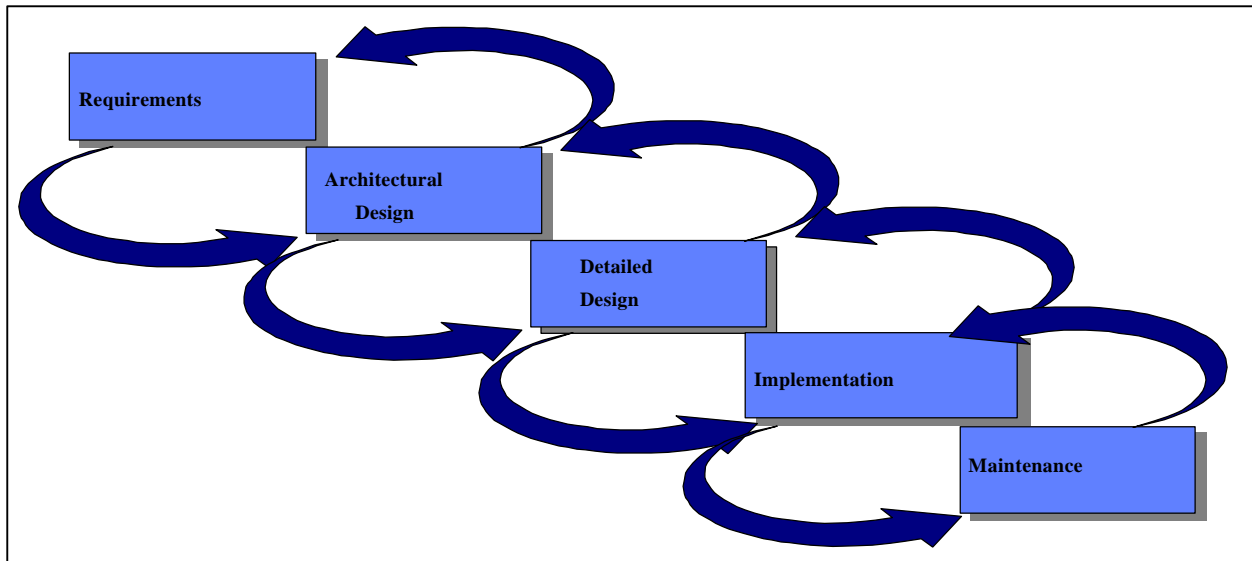 Requirements
Architectural
Design
Detailed
Design
Implementation
Maintenance